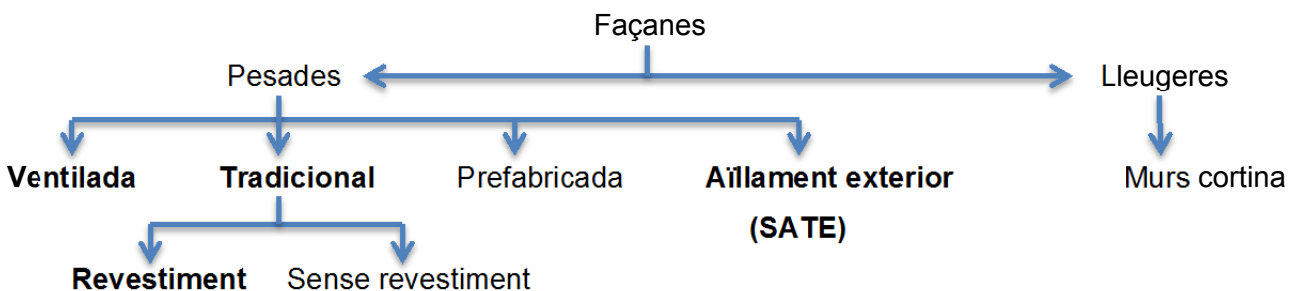 Façanes
Pesades Lleugeres
Ventilada Tradicional Prefabricada Aïllament exterior Murs cortina
(SATE)
Revestiment Sense revestiment